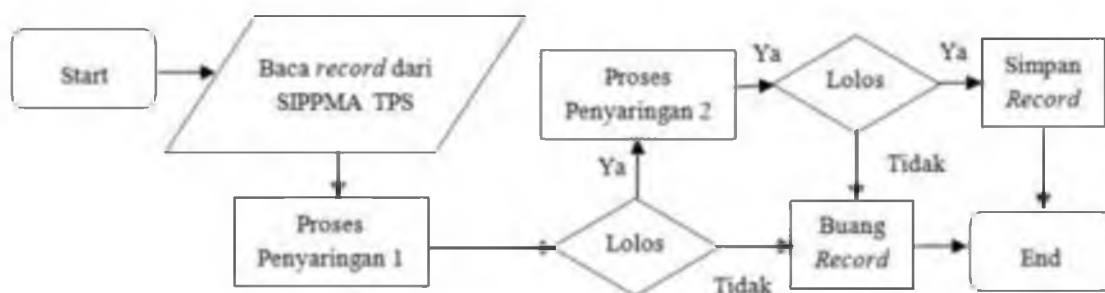 Start
Baca record dari
SIPPMA TPS
Proses
Penyaringan 1
Lolos
Ya
Proses
Penyaringan 2
Ya
Lolos
Ya
Simpan
Record
Tidak
Tidak
Buang
Record
End